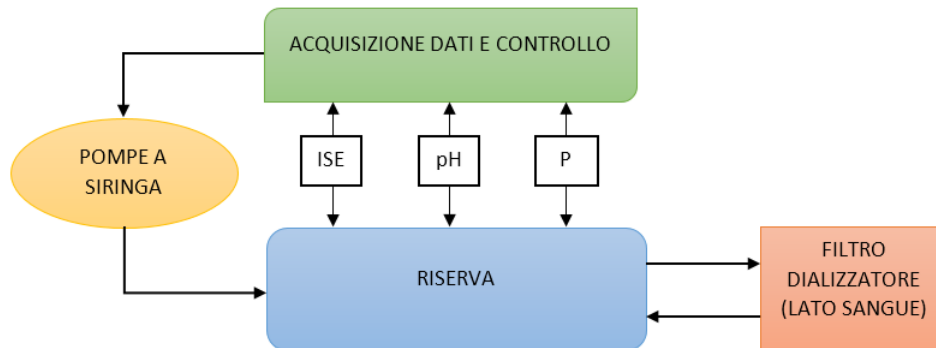 ACQUISIZIONE DATI E CONTROLLO
POMPE A
SIRINGA
ISE
pH
P
RISERVA
FILTRO
DIALIZZATORE
(LATO SANGUE)